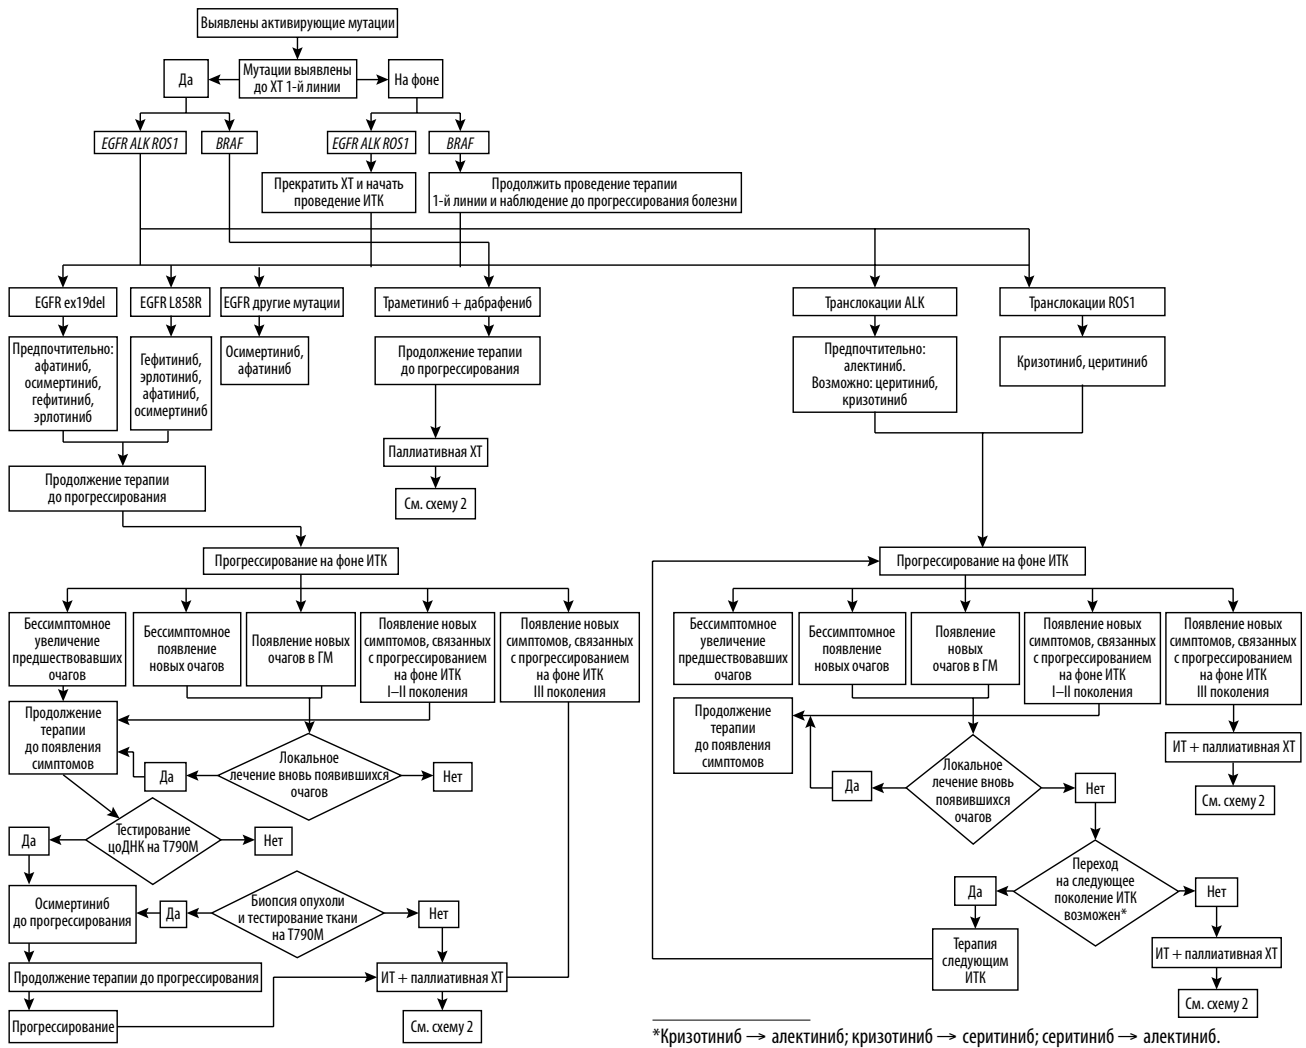 Выявлены активирующие мутации
Да
Мутации выявлены
до ХТ 1-й линии
На фоне
EGFR ALK ROS1
BRAF
EGFR ALK ROS1
BRAF
Прекратить ХТ и начать
проведение ИТК
Продолжить проведение терапии
1-й линии и наблюдение до прогрессирования болезни
EGFR ex19del
EGFR L858R
EGFR другие мутации
Траметиниб + дабрафениб
Транслокации ALK
Транслокации ROS1
Предпочтительно:
афатиниб,
осимертиниб,
гефитиниб,
эрлотиниб
Гефитиниб,
эрлотиниб,
афатиниб,
осимертиниб
Осимертиниб,
афатиниб
Продолжение терапии
до прогрессирования
Предпочтительно:
алектиниб.
Возможно: церитиниб,
кризотиниб
Кризотиниб, церитиниб
Паллиативная ХТ
См. схему 2
Продолжение терапии
до прогрессирования
Прогрессирование на фоне ИТК
Бессимптомное
увеличение
предшествовавших
очагов
Бессимптомное
появление
новых очагов
Появление новых
очагов в ГМ
Появление новых
симптомов, связанных
с прогрессированием
на фоне ИТК
I–II поколения
Появление новых
симптомов, связанных
с прогрессированием
на фоне ИТК
III поколения
Продолжение
терапии
до появления
симптомов
Да
Локальное
лечение вновь появившихся
очагов
Нет
Да
Тестирование
цоДНК на T790M
Нет
Осимертиниб
до прогрессирования
Да
Биопсия опухоли
и тестирование ткани
на T790M
Нет
Продолжение терапии до прогрессирования
ИТ + паллиативная ХТ
Прогрессирование
См. схему 2
Прогрессирование на фоне ИТК
Бессимптомное
увеличение
предшествовавших
очагов
Бессимптомное
появление
новых очагов
Появление
новых
очагов в ГМ
Появление новых
симптомов, связанных
с прогрессированием
на фоне ИТК
I–II поколения
Появление новых
симптомов, связанных
с прогрессированием
на фоне ИТК
III поколения
Продолжение
терапии
до появления
симптомов
ИТ + паллиативная ХТ
См. схему 2
Да
Локальное
лечение вновь
появившихся
очагов
Нет
Да
Переход
на следующее
поколение ИТК
возможен*
Нет
Терапия
следующим
ИТК
ИТ + паллиативная ХТ
См. схему 2
*Кризотиниб → алектиниб; кризотиниб → серитиниб; серитиниб → алектиниб.